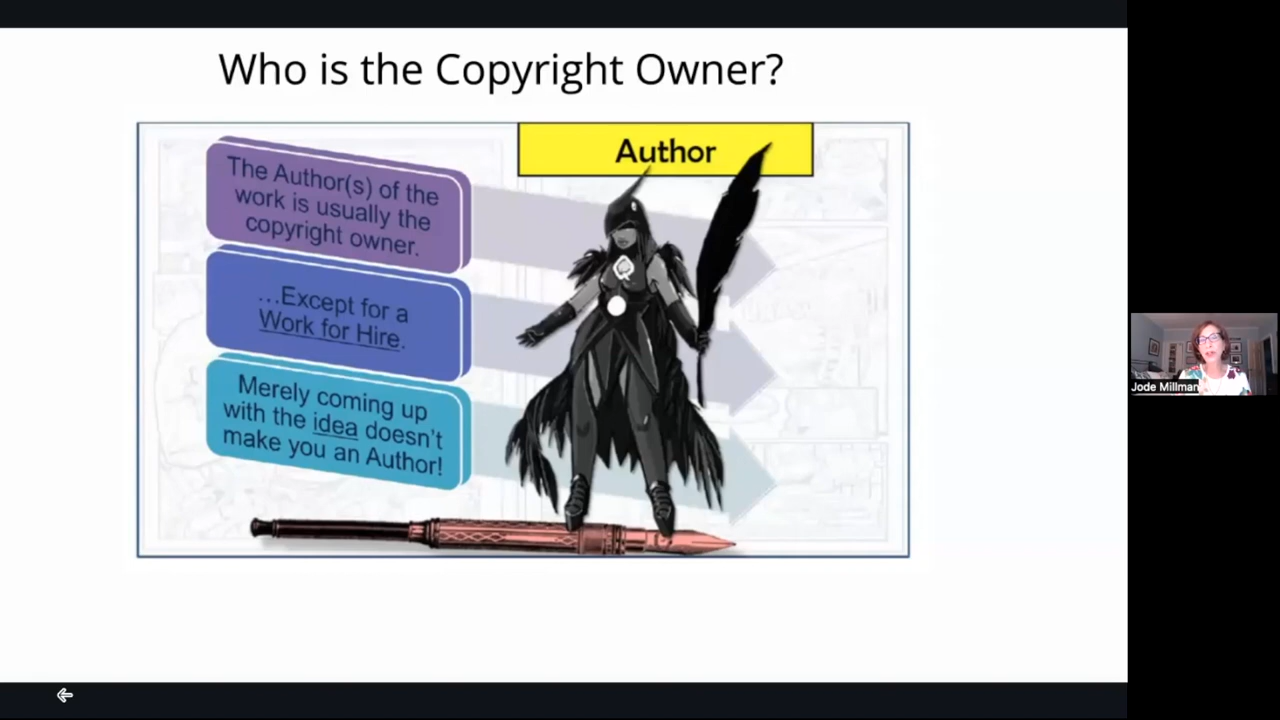 Who is the Copyright Owner?
Author
The Author(s) of the
work is usually the
copyright owner.
...Except for a
Work for Hire.
Merely coming up
with the idea doesn't
make you an Author!
Jode Millman